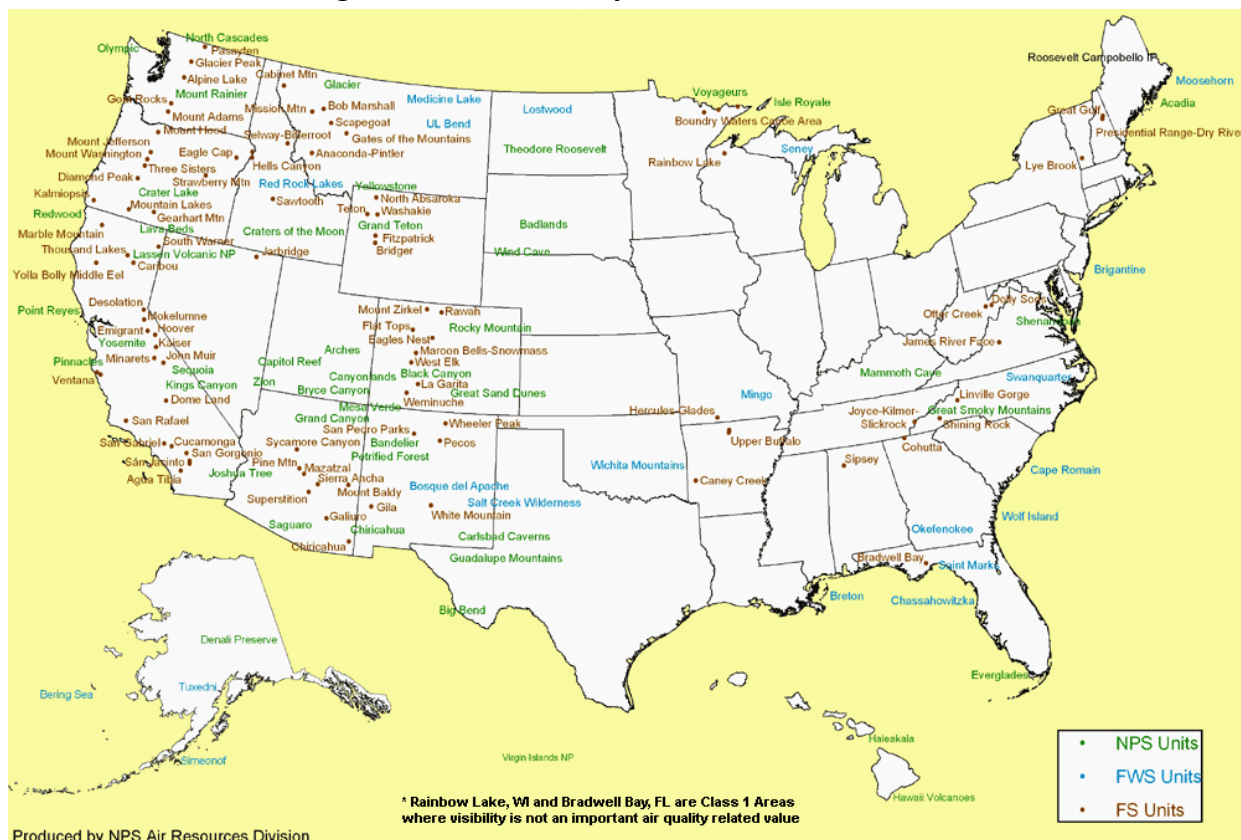 Olympic
North Cascades
Pasayten
Glacier Peak
Alpine Lake
Mount Rainier
Goat Rocks
Mount Adams
Mount Hood
Mount Jefferson
Mount Washington
Three Sisters
Diamond Peak
Strawberry Mtn
Eagle Cap
Hells Canyon
Kalmiopsis
Crater Lake
Mountain Lakes
Gearhart Mtn
Redwood
Lava Beds
Marble Mountain
South Warner
Thousand Lakes
Lassen Volcanic NP
Caribou
Yolla Bolly Middle Eel
Cabinet Mtn
Glacier
Mission Mtn
Bob Marshall
Scapegoat
Selway-Bitterroot
Gates of the Mountains
Anaconda-Pintler
Medicine Lake
UL Bend
Red Rock Lakes
Sawtooth
Craters of the Moon
Jarbridge
Yellowstone
North Absaroka
Teton
Washakie
Grand Teton
Fitzpatrick
Bridger
Lostwood
Theodore Roosevelt
Badlands
Wind Cave
Voyageurs
Boundry Waters Canoe Area
Isle Royale
Rainbow Lake
Seney
Roosevelt Campobello IP
Moosehorn
Acadia
Great Gulf
Presidential Range-Dry River
Lye Brook
Brigantine
Desolation
Mokelumne
Point Reyes
Emigrant
Hoover
Yosemite
Kaiser
Pinnacles
Minarets
John Muir
Ventana
Sequoia
Kings Canyon
Dome Land
San Rafael
San Gabriel
Cucamonga
San Gorgonio
San Jacinto
Agua Tibia
Joshua Tree
Mount Zirkel
Rawah
Flat Tops
Rocky Mountain
Eagles Nest
Arches
Maroon Bells-Snowmass
Capitol Reef
West Elk
Canyonlands
Black Canyon
Zion
La Garita
Bryce Canyon
Weminuche
Great Sand Dunes
Mesa Verde
Grand Canyon
Wheeler Peak
San Pedro Parks
Sycamore Canyon
Bandelier
Pecos
Petrified Forest
Pine Mtn
Mazatzal
Sierra Ancha
Superstition
Mount Baldy
Bosque del Apache
Salt Creek Wilderness
Gila
White Mountain
Galiuro
Saguaro
Chiricahua
Chiricahua
Carlsbad Caverns
Guadalupe Mountains
Big Bend
Wichita Mountains
Hercules-Glades
Mingo
Upper Buffalo
Caney Creek
Dolly Sods
Otter Creek
Shenandoah
James River Face
Mammoth Cave
Swanquarter
Linville Gorge
Joyce-Kilmer-
Slickrock
Great Smoky Mountains
Shining Rock
Cohutta
Sipsey
Cape Romain
Wolf Island
Okefenokee
Bradwell Bay
Saint Marks
Breton
Chassahowitzka
Everglades
Denali Preserve
Bering Sea
Tuxedni
Simeonof
Virgin Islands NP
Haleakala
Hawaii Volcanoes
NPS Units
FWS Units
FS Units
* Rainbow Lake, WI and Bradwell Bay, FL are Class 1 Areas
where visibility is not an important air quality related value
Produced by NPS Air Resources Division